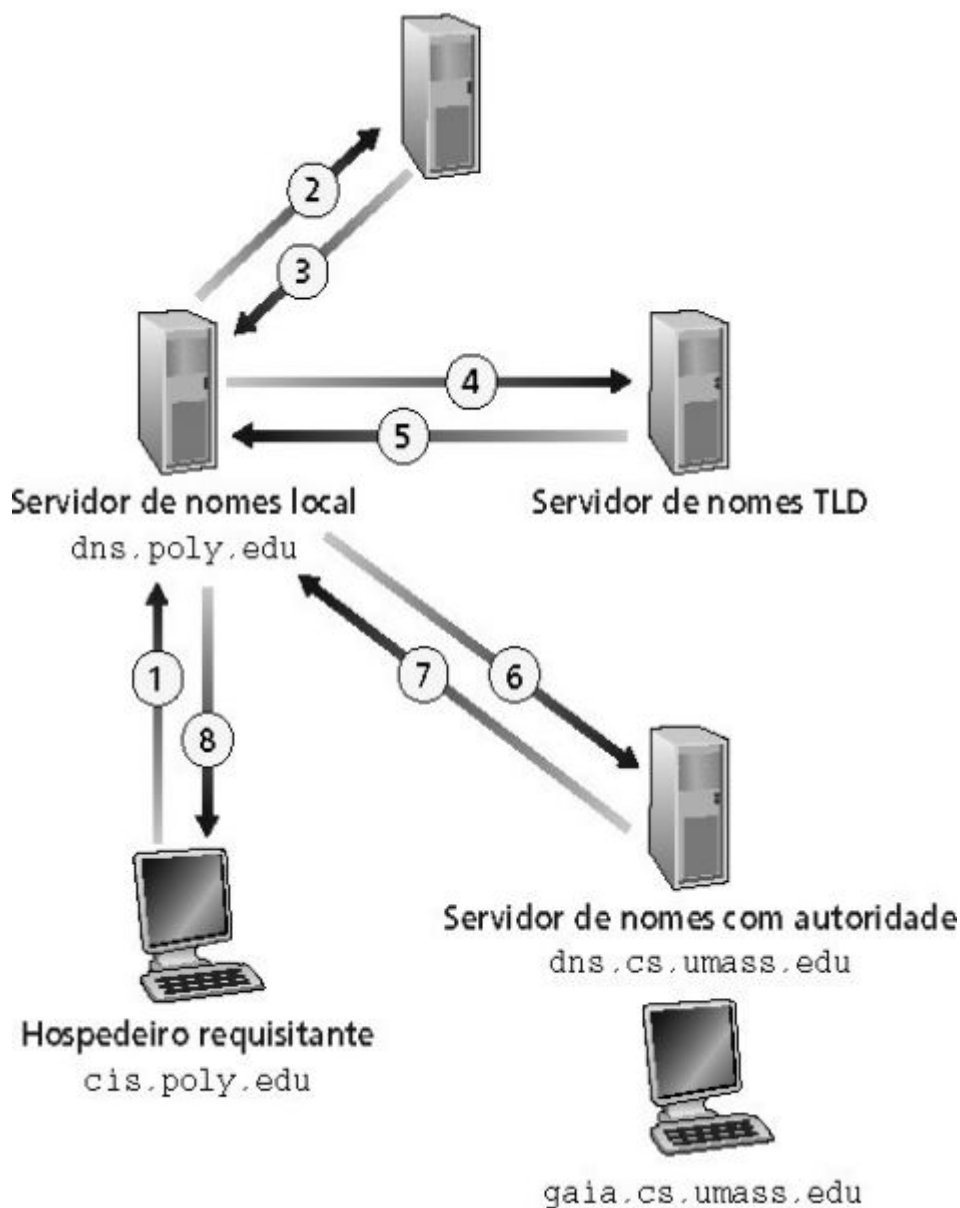 2
3
4
5
Servidor de nomes local
dns.poly.edu
Servidor de nomes TLD
1
8
7
6
Servidor de nomes com autoridade
dns.cs.umass.edu
Hospedeiro requisitante
cis.poly.edu
gaia.cs.umass.edu